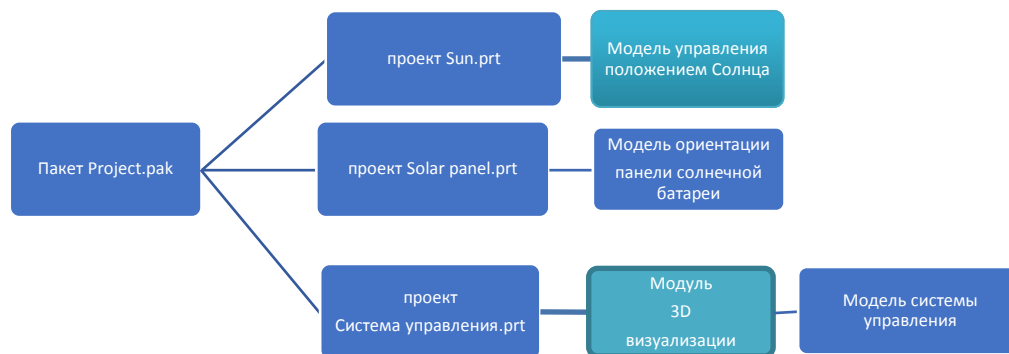 проект Sun.prt
Модель управления
положением Солнца
Пакет Project.pak
проект Solar panel.prt
Модель ориентации
панели солнечной
батареи
проект
Система управления.prt
Модуль
3D
визуализации
Модель системы
управления